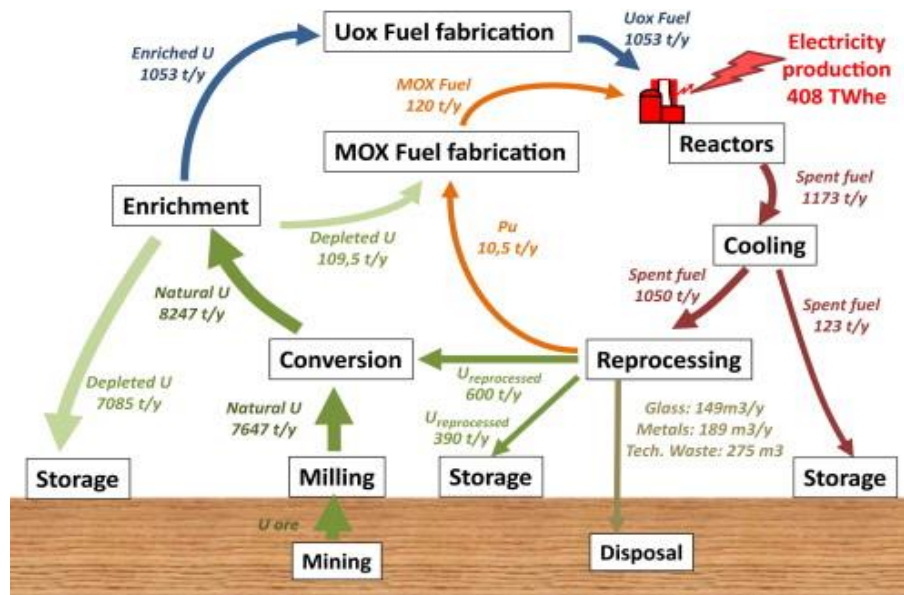 Uox Fuel fabrication
Uox Fuel
1053 t/y
Electricity
production
408 TWhe
Enriched U
1053 t/y
MOX Fuel
120 t/y
MOX Fuel fabrication
Reactors
Spent fuel
1173 t/y
Enrichment
Depleted U
109,5 t/y
Pu
10,5 t/y
Cooling
Natural U
8247 t/y
Spent fuel
1050 t/y
Spent fuel
123 t/y
Conversion
Reprocessing
Depleted U
7085 t/y
Natural U
7647 t/y
Ureprocessed
600 t/y
Ureprocessed
390 t/y
Glass: 149m3/y
Metals: 189 m3/y
Tech. Waste: 275 m3
Storage
Milling
Storage
Storage
U ore
Mining
Disposal